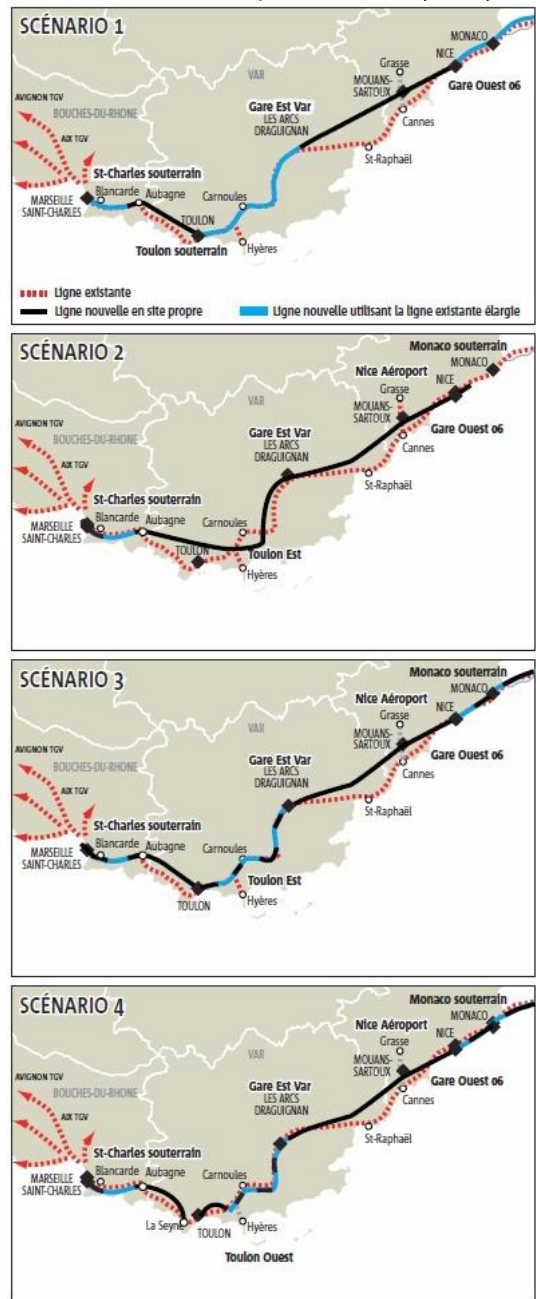 SCÉNARIO 1
MONACO
NICE
Grasse
VAR
MOUANS-
SARTOUX
Gare Ouest 06
AVIGNON TGV
BOUCHES-DU-RHONE
Gare Est Var
LES ARCS
DRAGUIGNAN
Cannes
AIX TGV
St-Raphaël
St-Charles souterrain
Blancarde
Aubagne
Carnoules
MARSEILLE
SAINT-CHARLES
TOULON
Toulon souterrain
Hyères
Ligne existante
Ligne nouvelle en site propre
Ligne nouvelle utilisant la ligne existante élargie
SCÉNARIO 2
Monaco souterrain
MONACO
Nice Aéroport
NICE
Grasse
VAR
MOUANS-
SARTOUX
Gare Ouest 06
AVIGNON TGV
BOUCHES-DU-RHONE
Gare Est Var
LES ARCS
DRAGUIGNAN
Cannes
AIX TGV
St-Raphaël
St-Charles souterrain
Blancarde
Aubagne
Carnoules
MARSEILLE
SAINT-CHARLES
TOULON
Toulon Est
Hyères
SCÉNARIO 3
Monaco souterrain
MONACO
Nice Aéroport
NICE
Grasse
VAR
MOUANS-
SARTOUX
Gare Ouest 06
AVIGNON TGV
BOUCHES-DU-RHONE
Gare Est Var
LES ARCS
DRAGUIGNAN
Cannes
AIX TGV
St-Raphaël
St-Charles souterrain
Blancarde
Aubagne
Carnoules
MARSEILLE
SAINT-CHARLES
Toulon Est
TOULON
Hyères
SCÉNARIO 4
Monaco souterrain
MONACO
Nice Aéroport
NICE
Grasse
VAR
MOUANS-
SARTOUX
Gare Ouest 06
AVIGNON TGV
BOUCHES-DU-RHONE
Gare Est Var
LES ARCS
DRAGUIGNAN
Cannes
AIX TGV
St-Raphaël
St-Charles souterrain
Blancarde
Aubagne
Carnoules
MARSEILLE
SAINT-CHARLES
La Seyne
TOULON
Hyères
Toulon Ouest